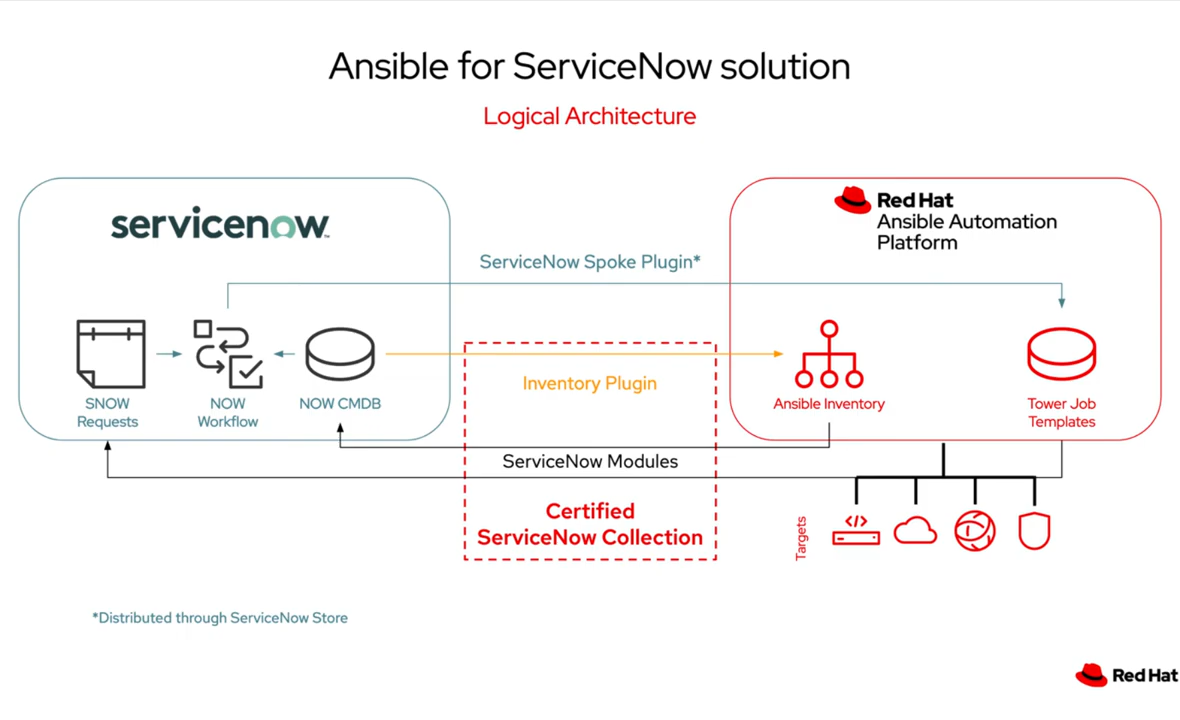 Ansible for ServiceNow solution
Logical Architecture
servicenow™
Red Hat
Ansible Automation
Platform
ServiceNow Spoke Plugin*
SNOW
Requests
NOW
Workflow
NOW CMDB
Inventory Plugin
Ansible Inventory
Tower Job
Templates
ServiceNow Modules
Certified
ServiceNow Collection
Targets
</>
*Distributed through ServiceNow Store
Red Hat